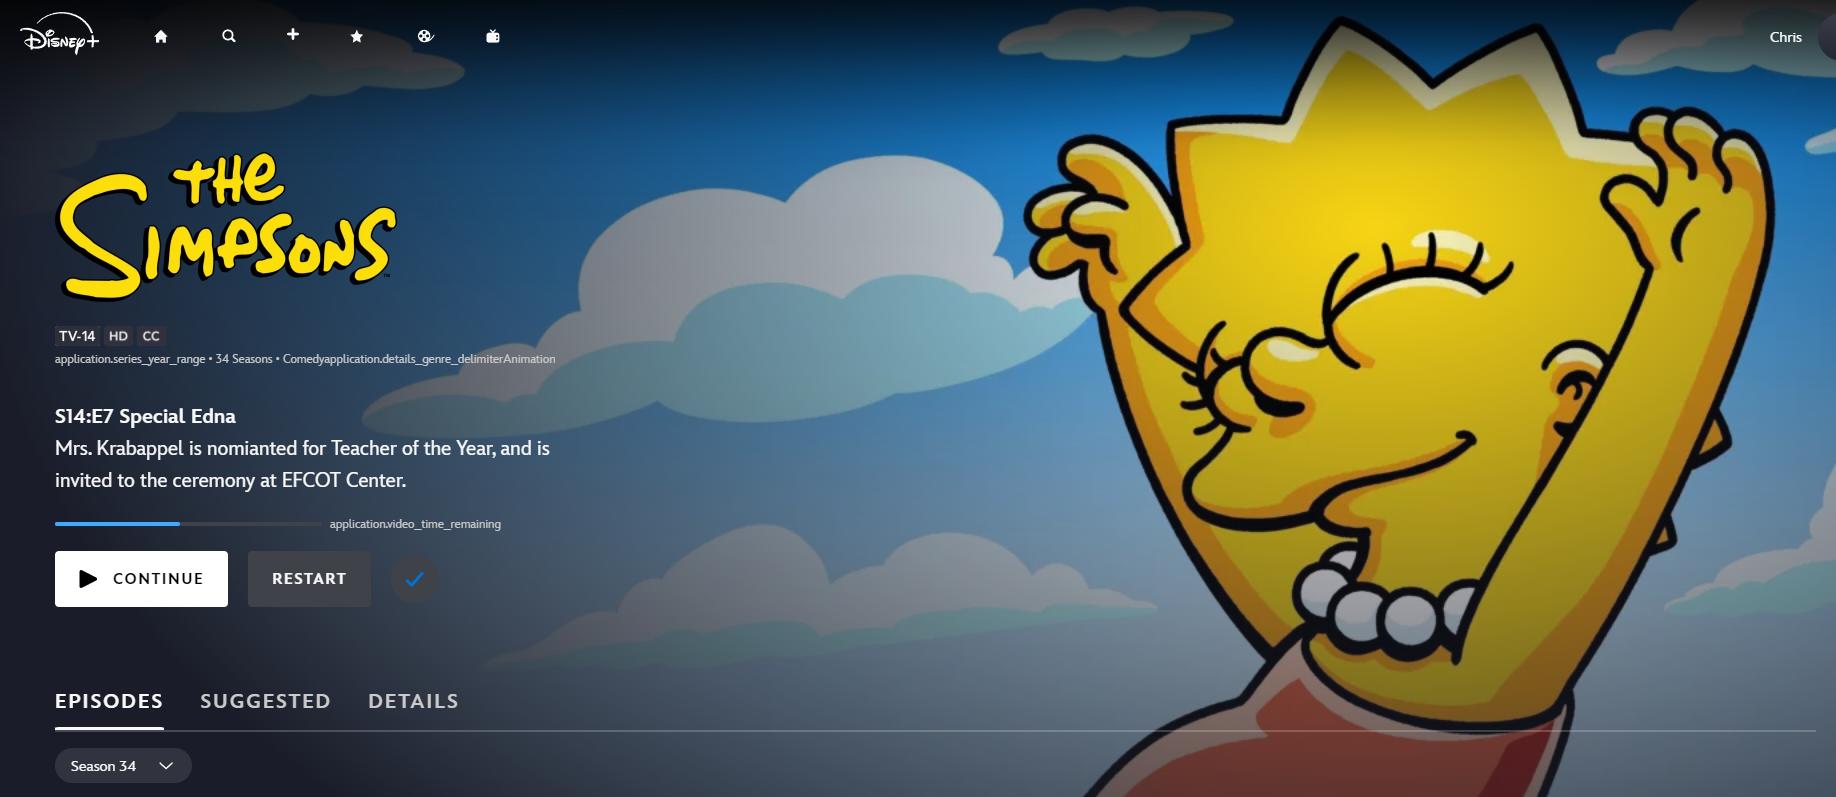 Disney+
Chris
THE
SIMPSONS
TM
TV-14 HD CC
application.series_year_range • 34 Seasons • Comedyapplication.details_genre_delimiterAnimation
S14:E7 Special Edna
Mrs. Krabappel is nomianted for Teacher of the Year, and is
invited to the ceremony at EFCOT Center.
application.video_time_remaining
CONTINUE RESTART
EPISODES SUGGESTED DETAILS
Season 34